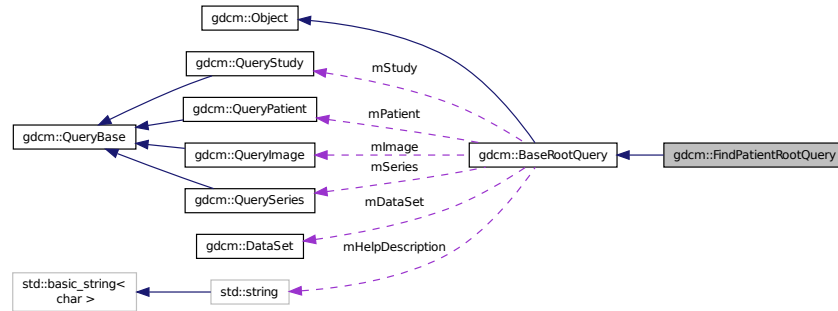 gdcm::Object
gdcm::QueryStudy
mStudy
gdcm::QueryPatient
mPatient
gdcm::QueryBase
gdcm::QueryImage
mImage
gdcm::BaseRootQuery
gdcm::FindPatientRootQuery
mSeries
gdcm::QuerySeries
mDataSet
gdcm::DataSet
mHelpDescription
std::basic_string<
char >
std::string